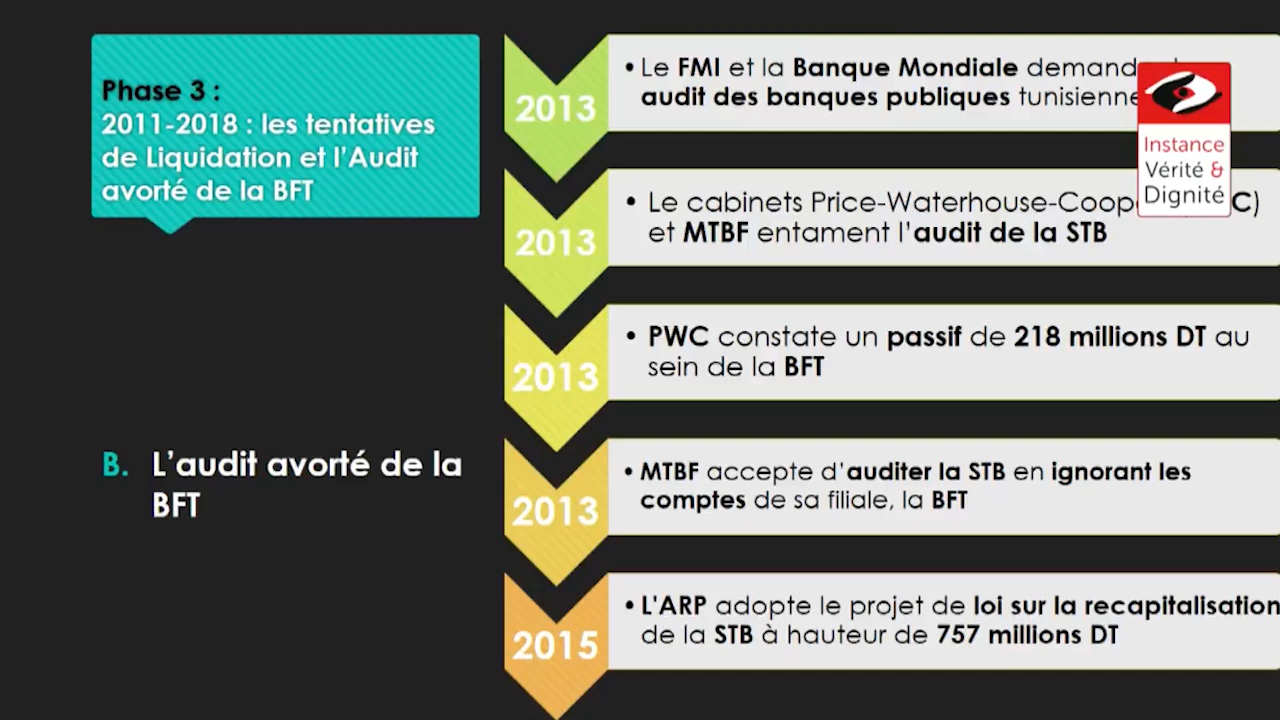 Phase 3 :
2011-2018 : les tentatives
de Liquidation et l'Audit
avorté de la BFT
B. L'audit avorté de la
BFT
2013
• Le FMI et la Banque Mondiale
audit des banques publiques
2013
• Le cabinets Price-Waterhouse-
et MTBF entament l'audit de la STB
2013
• PWC constate un passif de 218 millions DT au
sein de la BFT
2013
• MTBF accepte d'auditer la STB en ignorant les
comptes de sa filiale, la BFT
2015
• L'ARP adopte le projet de loi sur la recapitalisation
de la STB à hauteur de 757 millions DT
Instance
Vérité &
Dignité